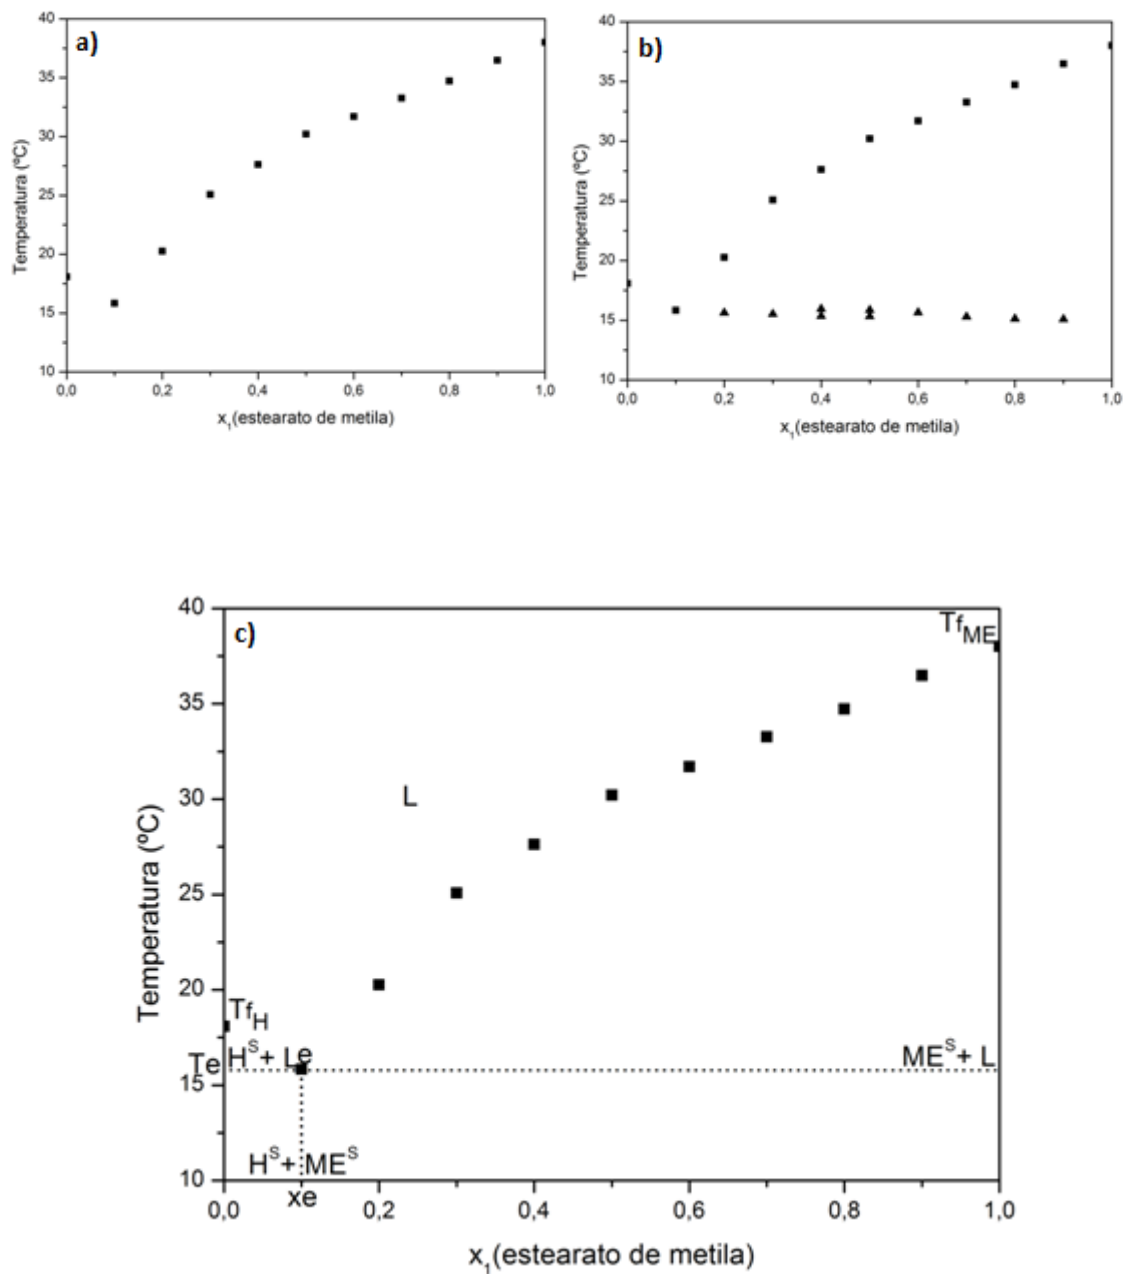 a)
40
35
30
25
20
15
10
Temperatura (ºC)
0,0 0,2 0,4 0,6 0,8 1,0
x1(estearato de metila)
b)
40
35
30
25
20
15
10
Temperatura (ºC)
0,0 0,2 0,4 0,6 0,8 1,0
x1(estearato de metila)
c)
40
35
30
25
20
15
10
Temperatura (ºC)
TfME
L
TfH
Te
HS+ L
e
MES+ L
HS+ MES
xe
0,0 0,2 0,4 0,6 0,8 1,0
x1(estearato de metila)